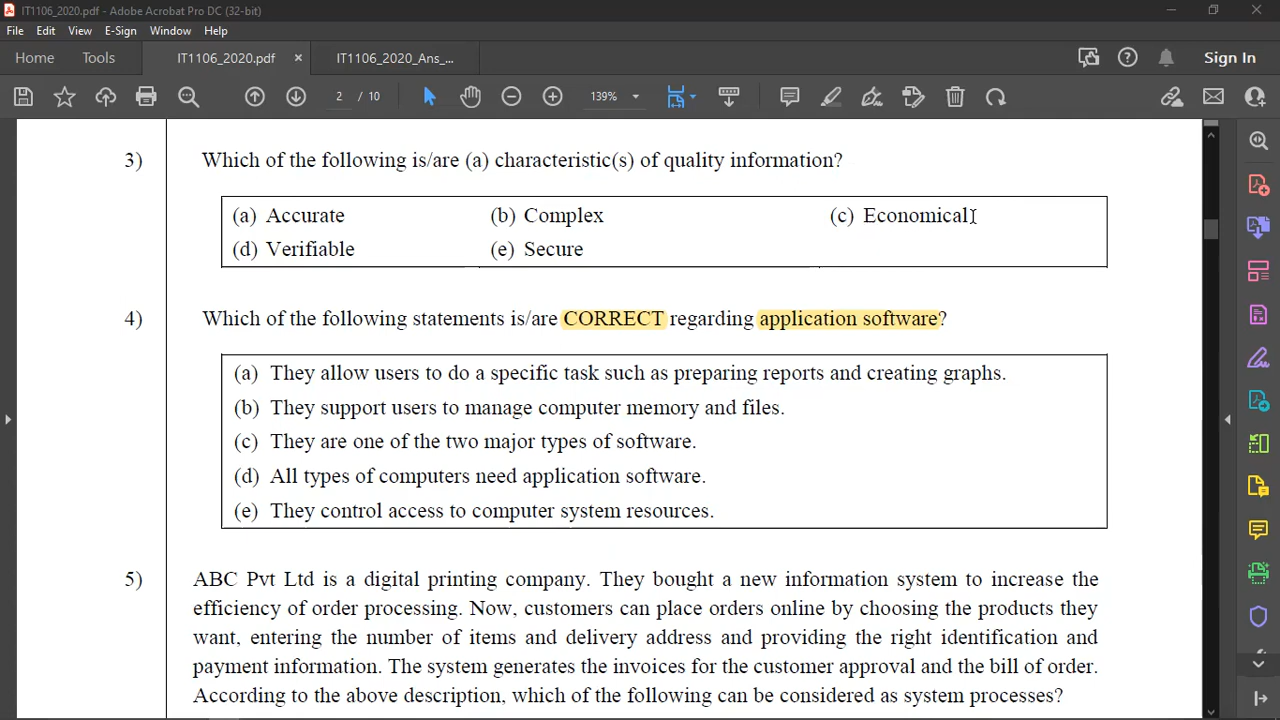 IT1106_2020.pdf - Adobe Acrobat Pro DC (32-bit)
File Edit View E-Sign Window Help
Home Tools IT1106_2020.pdf × IT1106_2020_Ans_... Sign In
2 / 10 139%
3) Which of the following is/are (a) characteristic(s) of quality information?
(a) Accurate (b) Complex (c) Economical
(d) Verifiable (e) Secure
4) Which of the following statements is/are CORRECT regarding application software?
(a) They allow users to do a specific task such as preparing reports and creating graphs.
(b) They support users to manage computer memory and files.
(c) They are one of the two major types of software.
(d) All types of computers need application software.
(e) They control access to computer system resources.
5) ABC Pvt Ltd is a digital printing company. They bought a new information system to increase the
efficiency of order processing. Now, customers can place orders online by choosing the products they
want, entering the number of items and delivery address and providing the right identification and
payment information. The system generates the invoices for the customer approval and the bill of order.
According to the above description, which of the following can be considered as system processes?